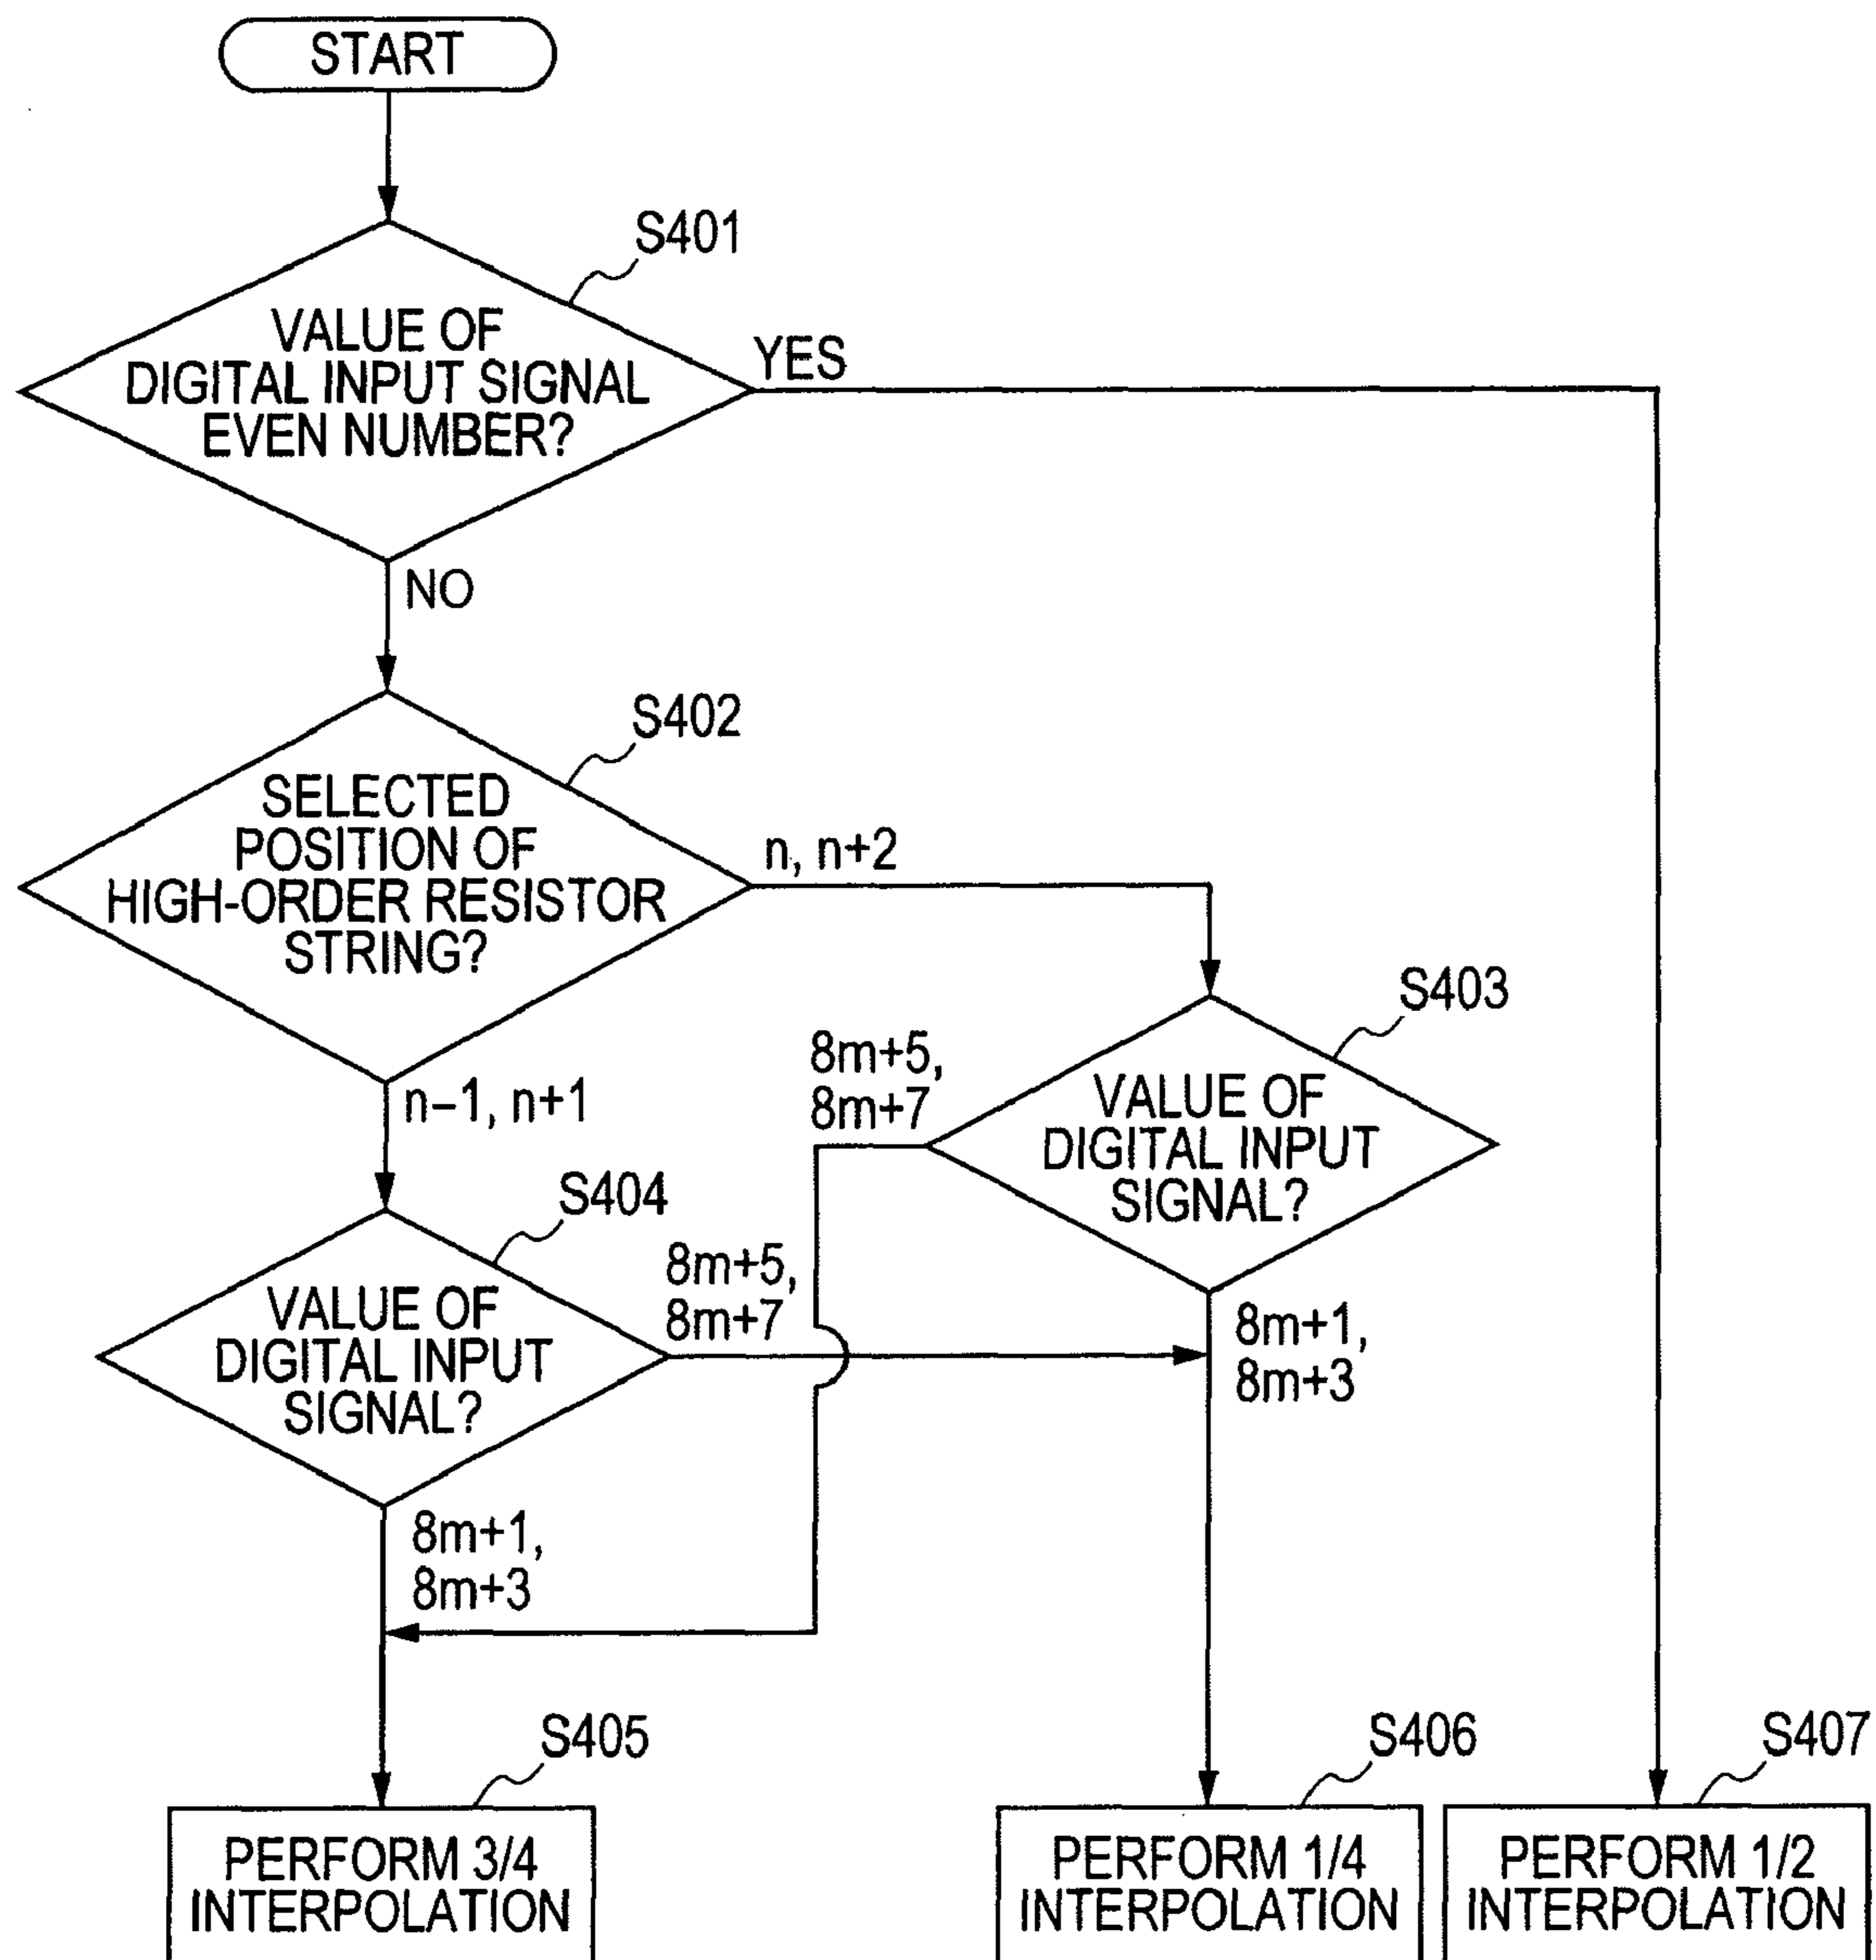 START
S401
VALUE OF
DIGITAL INPUT SIGNAL
EVEN NUMBER?
YES
NO
S402
SELECTED
POSITION OF
HIGH-ORDER RESISTOR
STRING?
n, n+2
n−1, n+1
S403
8m+5,
8m+7
VALUE OF
DIGITAL INPUT
SIGNAL?
8m+1,
8m+3
S404
VALUE OF
DIGITAL INPUT
SIGNAL?
8m+5,
8m+7
8m+1,
8m+3
S405
PERFORM 3/4
INTERPOLATION
S406
PERFORM 1/4
INTERPOLATION
S407
PERFORM 1/2
INTERPOLATION